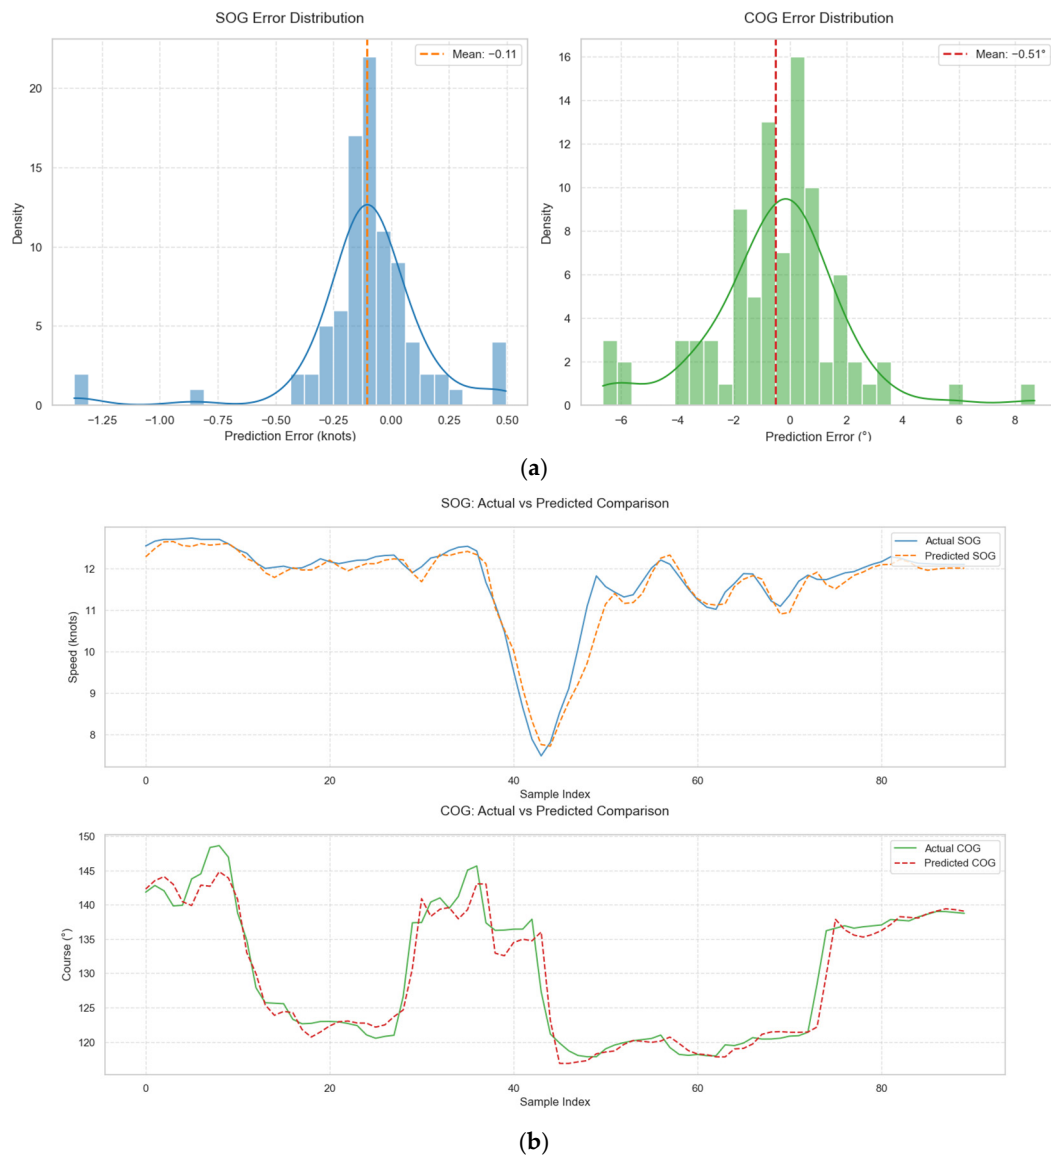 SOG Error Distribution
COG Error Distribution
Mean: −0.11
Mean: −0.51°
Density
20
15
10
5
0
−1.25 −1.00 −0.75 −0.50 −0.25 0.00 0.25 0.50
Prediction Error (knots)
Density
16
14
12
10
8
6
4
2
0
−6 −4 −2 0 2 4 6 8
Prediction Error (°)
(a)
SOG: Actual vs Predicted Comparison
Actual SOG
Predicted SOG
Speed (knots)
12
11
10
9
8
0 20 40 60 80
Sample Index
COG: Actual vs Predicted Comparison
Actual COG
Predicted COG
Course (°)
150
145
140
135
130
125
120
0 20 40 60 80
Sample Index
(b)